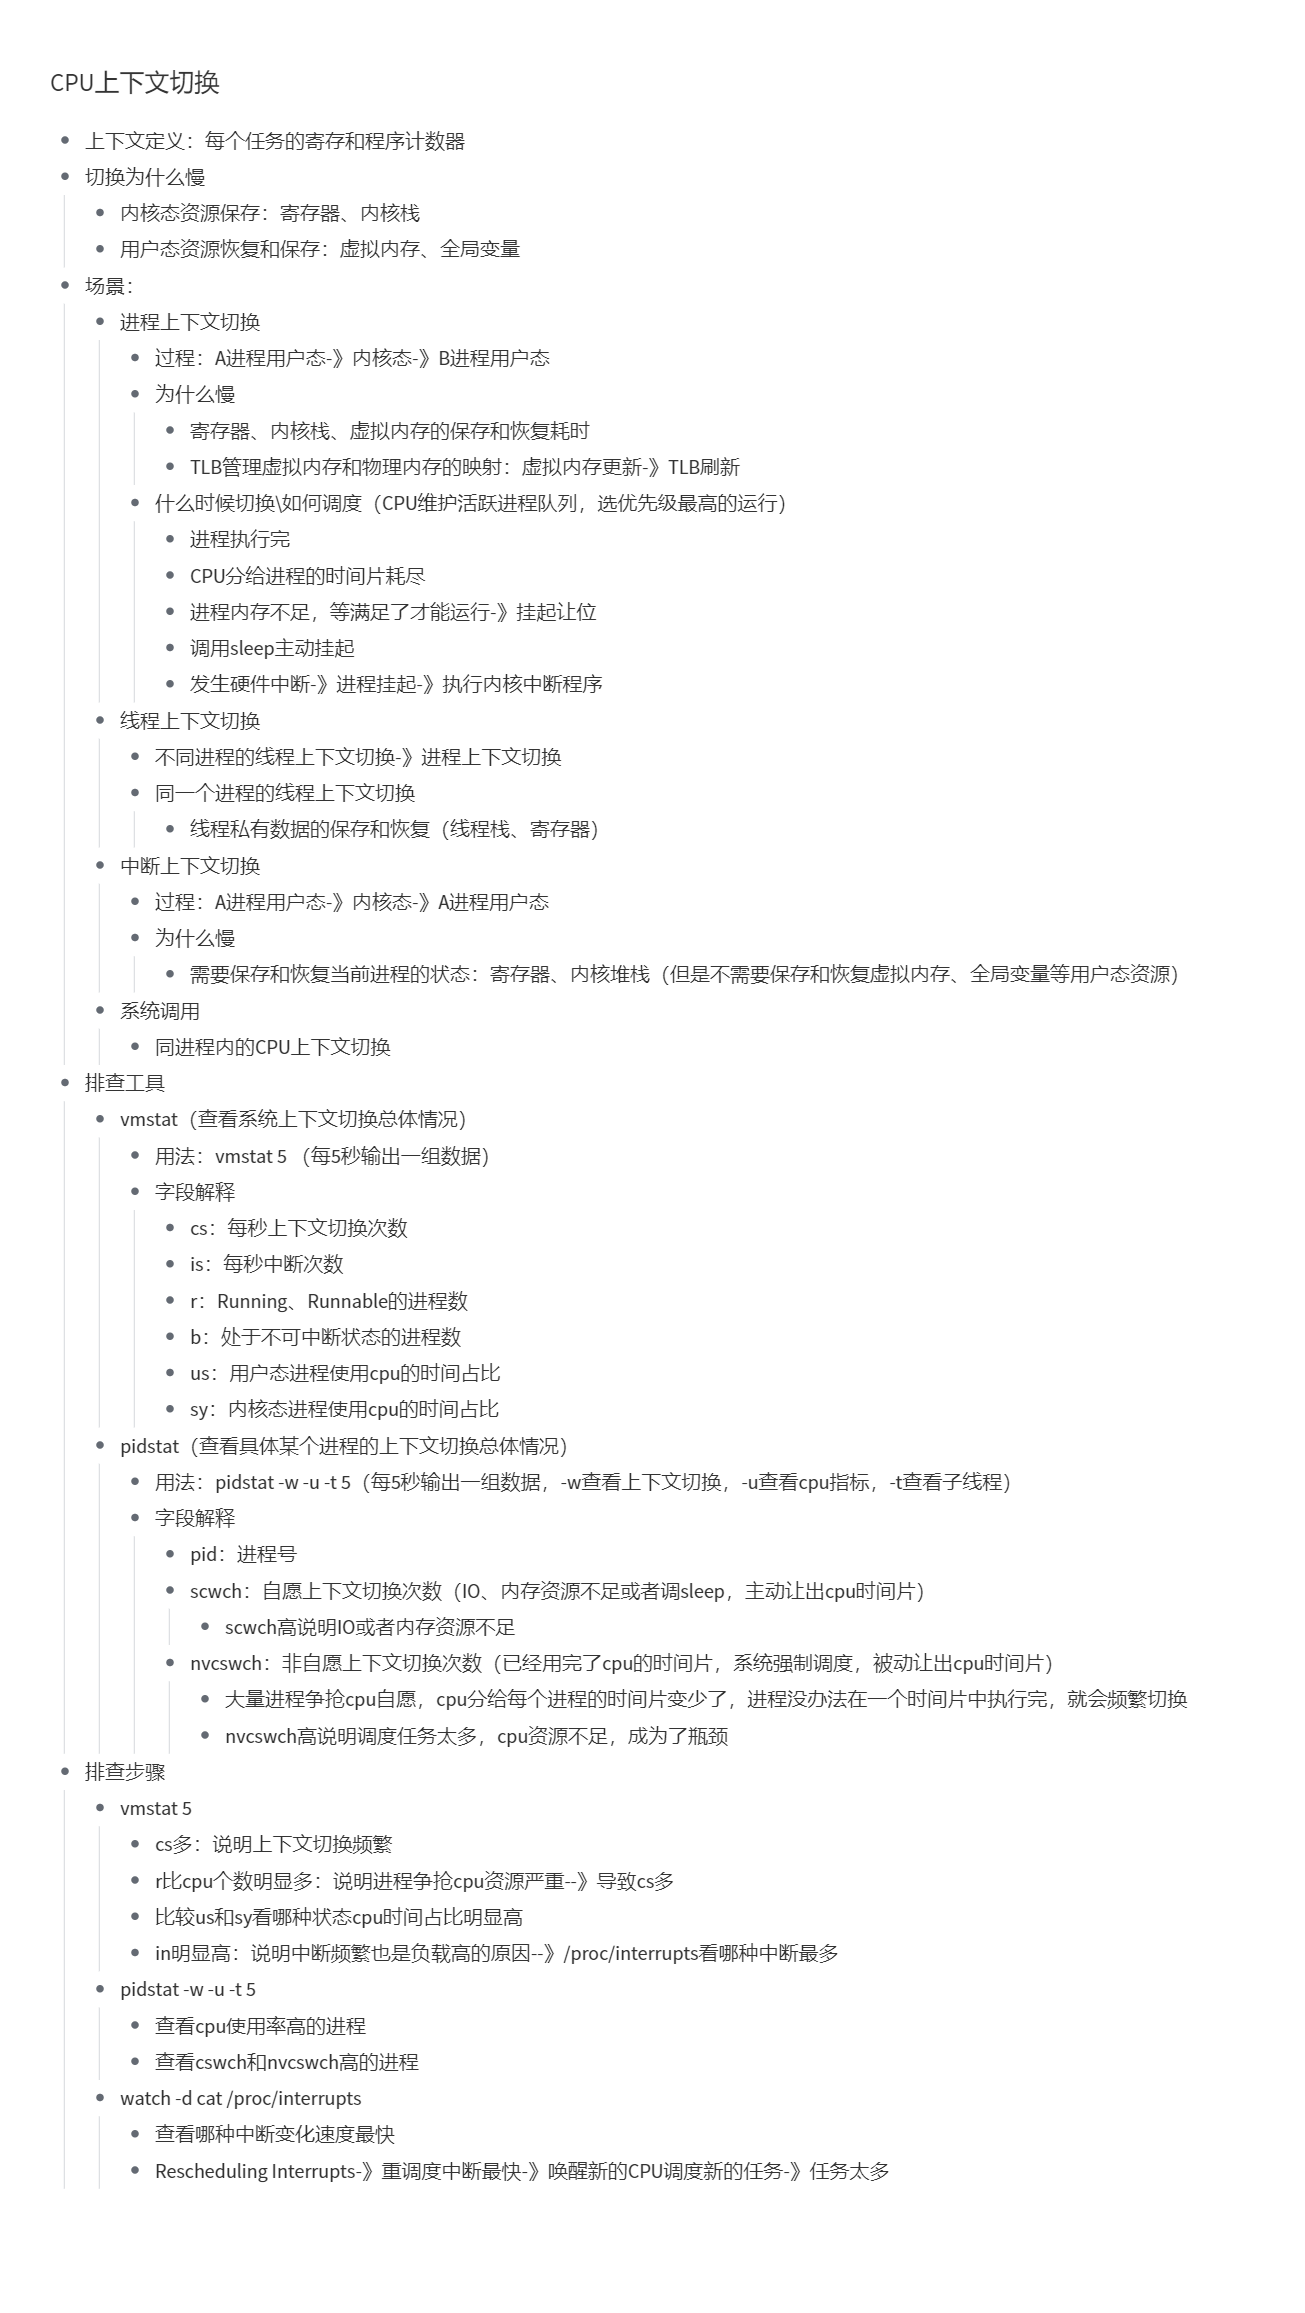 CPU上下文切换
上下文定义：每个任务的寄存和程序计数器
切换为什么慢
内核态资源保存：寄存器、内核栈
用户态资源恢复和保存：虚拟内存、全局变量
场景：
进程上下文切换
过程：A进程用户态-》内核态-》B进程用户态
为什么慢
寄存器、内核栈、虚拟内存的保存和恢复耗时
TLB管理虚拟内存和物理内存的映射：虚拟内存更新-》TLB刷新
什么时候切换\如何调度（CPU维护活跃进程队列，选优先级最高的运行）
进程执行完
CPU分给进程的时间片耗尽
进程内存不足，等满足了才能运行-》挂起让位
调用sleep主动挂起
发生硬件中断-》进程挂起-》执行内核中断程序
线程上下文切换
不同进程的线程上下文切换-》进程上下文切换
同一个进程的线程上下文切换
线程私有数据的保存和恢复（线程栈、寄存器）
中断上下文切换
过程：A进程用户态-》内核态-》A进程用户态
为什么慢
需要保存和恢复当前进程的状态：寄存器、内核堆栈（但是不需要保存和恢复虚拟内存、全局变量等用户态资源）
系统调用
同进程内的CPU上下文切换
排查工具
vmstat（查看系统上下文切换总体情况）
用法：vmstat 5 （每5秒输出一组数据）
字段解释
cs：每秒上下文切换次数
is：每秒中断次数
r：Running、Runnable的进程数
b：处于不可中断状态的进程数
us：用户态进程使用cpu的时间占比
sy：内核态进程使用cpu的时间占比
pidstat（查看具体某个进程的上下文切换总体情况）
用法：pidstat -w -u -t 5（每5秒输出一组数据，-w查看上下文切换，-u查看cpu指标，-t查看子线程）
字段解释
pid：进程号
scwch：自愿上下文切换次数（IO、内存资源不足或者调sleep，主动让出cpu时间片）
scwch高说明IO或者内存资源不足
nvcswch：非自愿上下文切换次数（已经用完了cpu的时间片，系统强制调度，被动让出cpu时间片）
大量进程争抢cpu自愿，cpu分给每个进程的时间片变少了，进程没办法在一个时间片中执行完，就会频繁切换
nvcswch高说明调度任务太多，cpu资源不足，成为了瓶颈
排查步骤
vmstat 5
cs多：说明上下文切换频繁
r比cpu个数明显多：说明进程争抢cpu资源严重--》导致cs多
比较us和sy看哪种状态cpu时间占比明显高
in明显高：说明中断频繁也是负载高的原因--》/proc/interrupts看哪种中断最多
pidstat -w -u -t 5
查看cpu使用率高的进程
查看cswch和nvcswch高的进程
watch -d cat /proc/interrupts
查看哪种中断变化速度最快
Rescheduling Interrupts-》重调度中断最快-》唤醒新的CPU调度新的任务-》任务太多